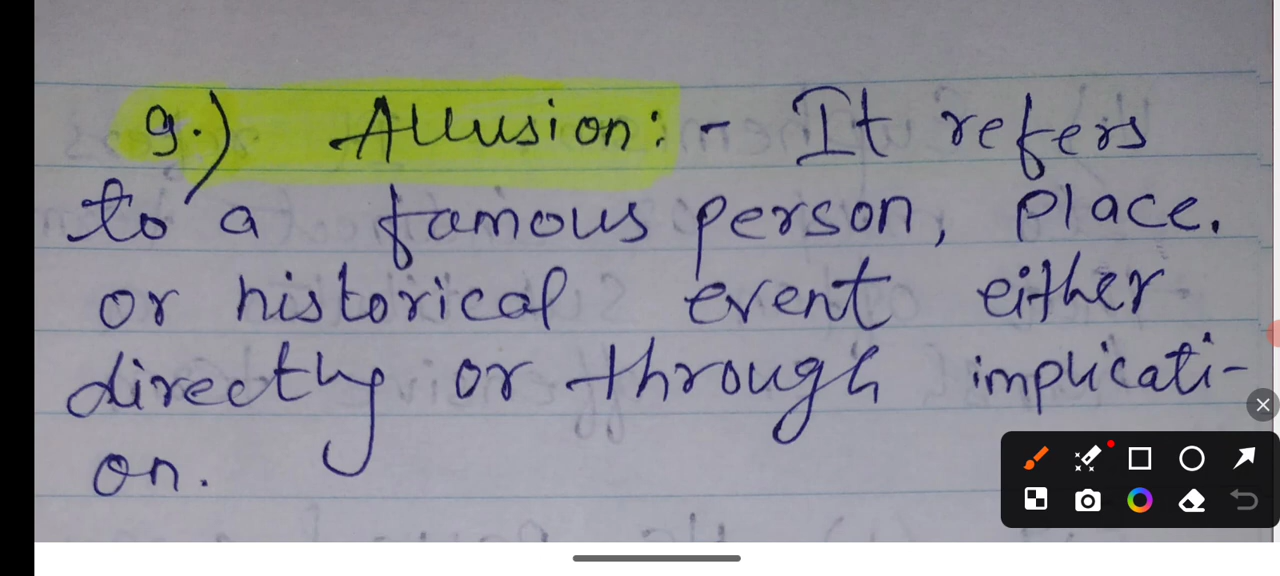 9.) Allusion:- It refers
to a famous person, place.
or historical event either
directly or through implicati-
on.